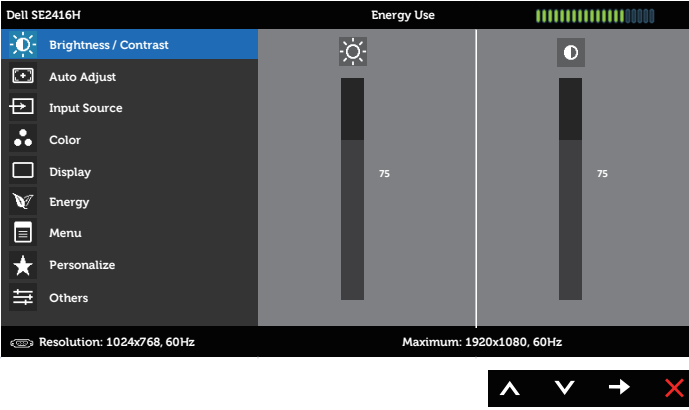 Dell SE2416H
Energy Use
Brightness / Contrast
Auto Adjust
Input Source
Color
Display
Energy
Menu
Personalize
Others
75
75
Resolution: 1024x768, 60Hz
Maximum: 1920x1080, 60Hz